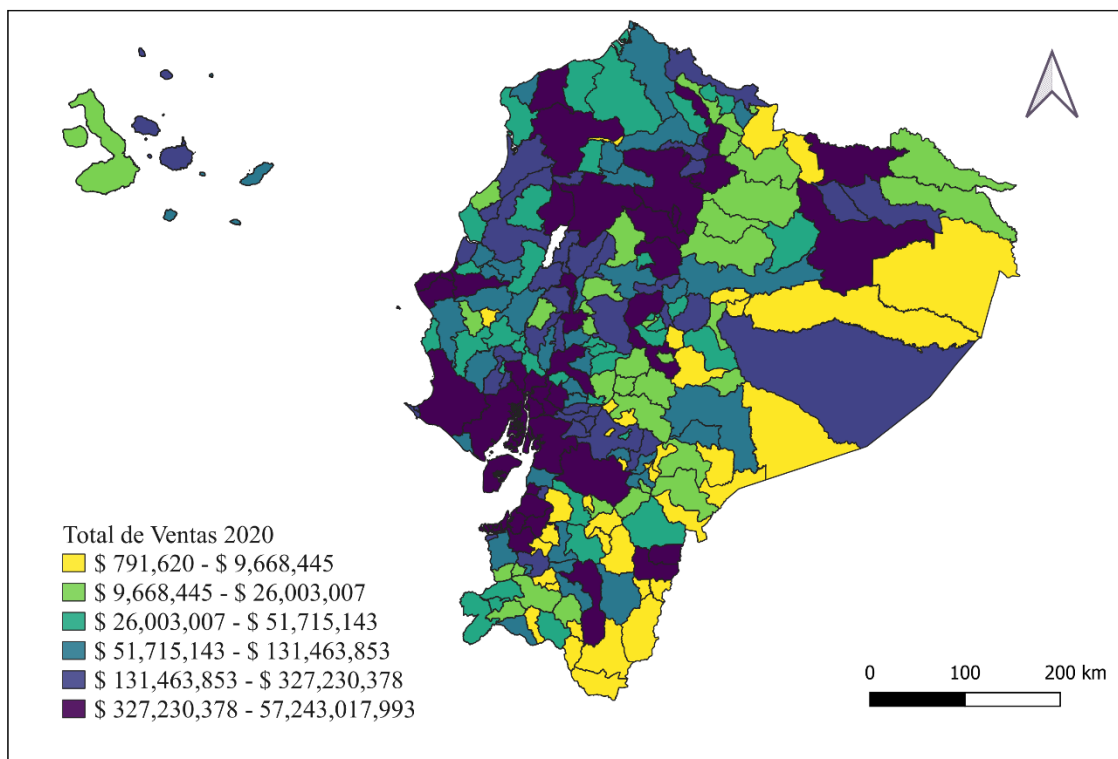 Total de Ventas 2020
$ 791,620 - $ 9,668,445
$ 9,668,445 - $ 26,003,007
$ 26,003,007 - $ 51,715,143
$ 51,715,143 - $ 131,463,853
$ 131,463,853 - $ 327,230,378
$ 327,230,378 - 57,243,017,993
0 100 200 km